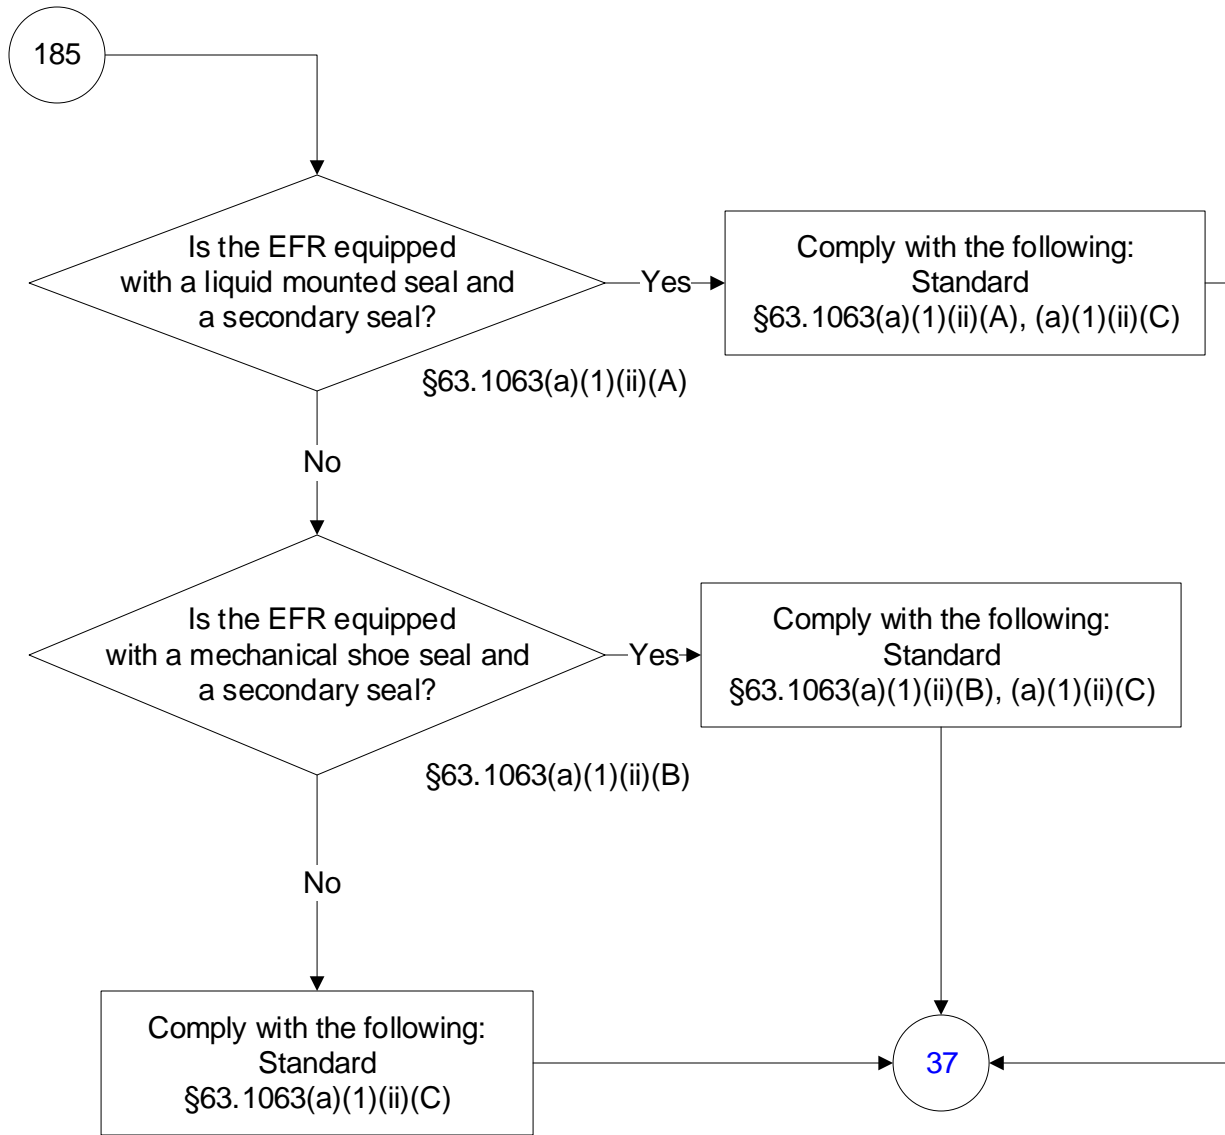 185
Is the EFR equipped
with a liquid mounted seal and
a secondary seal?
Yes
Comply with the following:
Standard
§63.1063(a)(1)(ii)(A), (a)(1)(ii)(C)
§63.1063(a)(1)(ii)(A)
No
Is the EFR equipped
with a mechanical shoe seal and
a secondary seal?
Yes
Comply with the following:
Standard
§63.1063(a)(1)(ii)(B), (a)(1)(ii)(C)
§63.1063(a)(1)(ii)(B)
No
Comply with the following:
Standard
§63.1063(a)(1)(ii)(C)
37